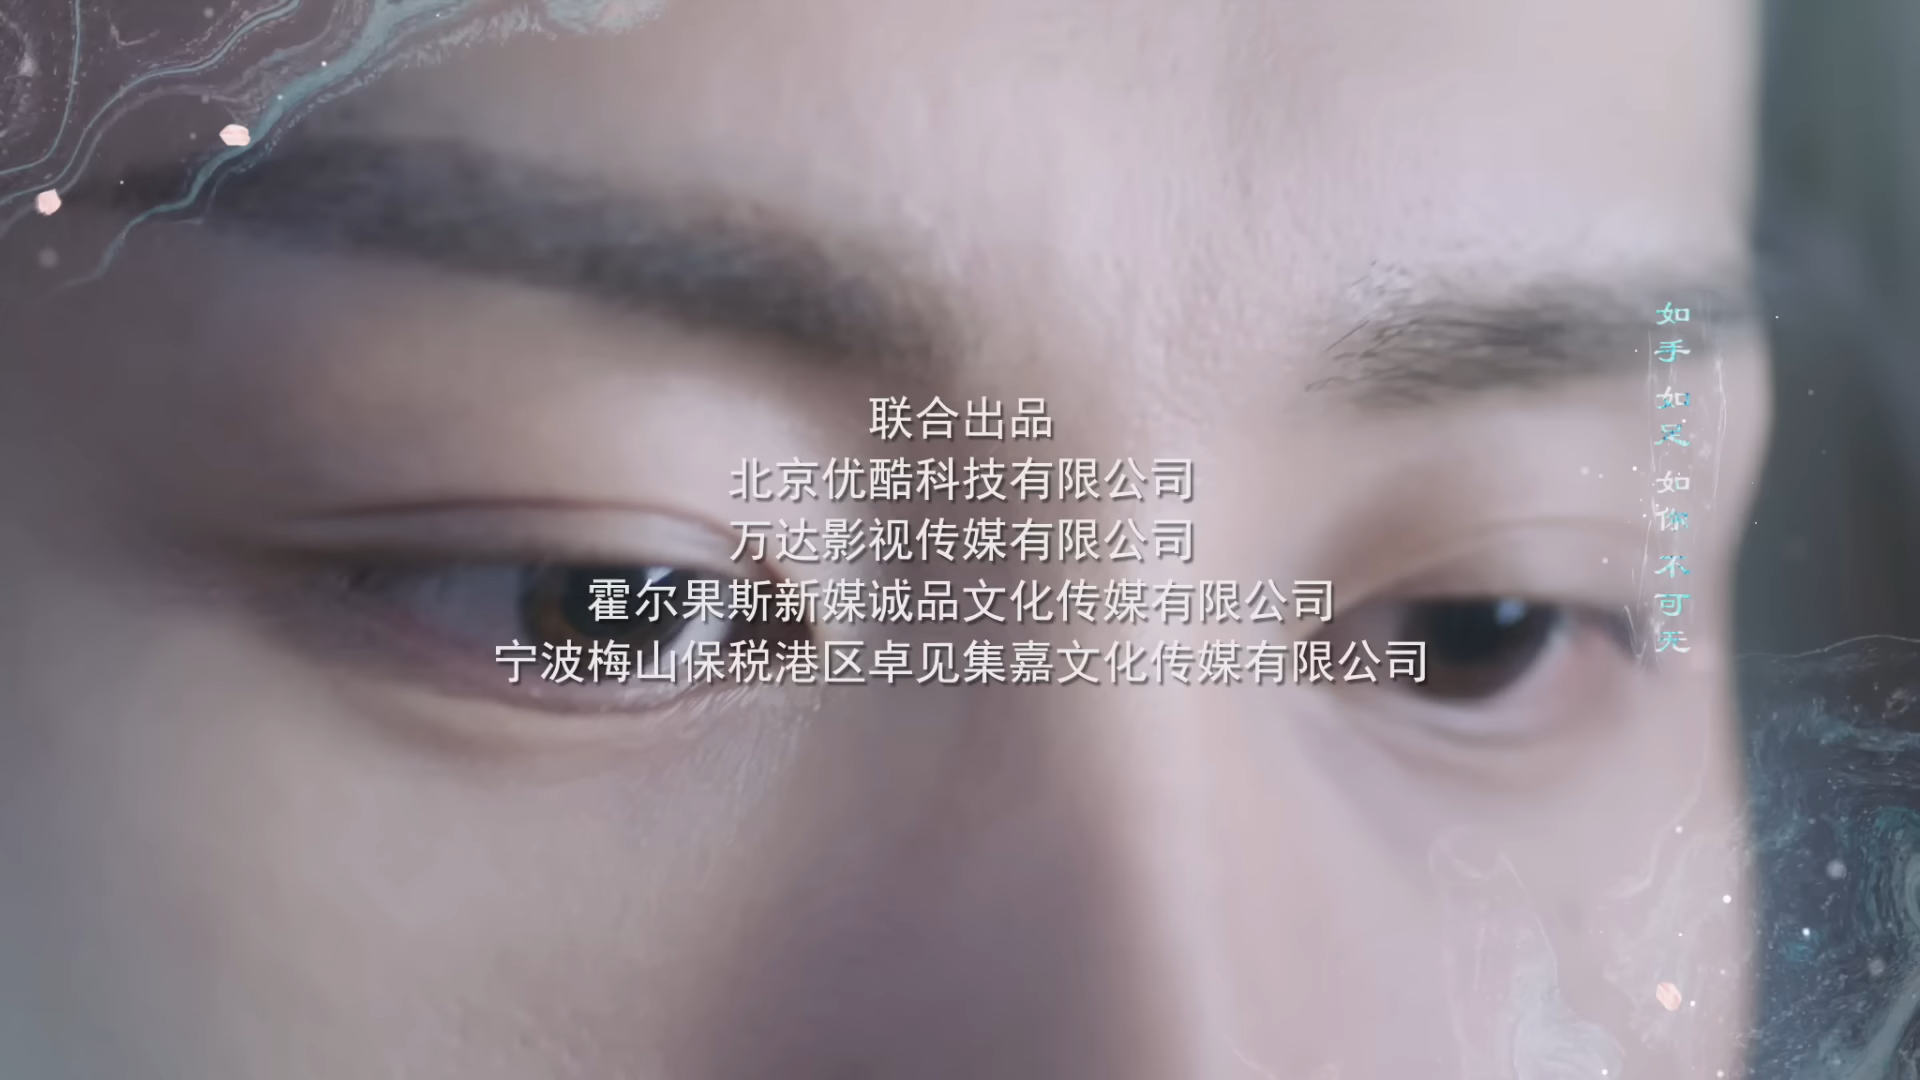 联合出品
北京优酷科技有限公司
万达影视传媒有限公司
霍尔果斯新媒诚品文化传媒有限公司
宁波梅山保税港区卓见集嘉文化传媒有限公司
如手 如足 如你 不可无